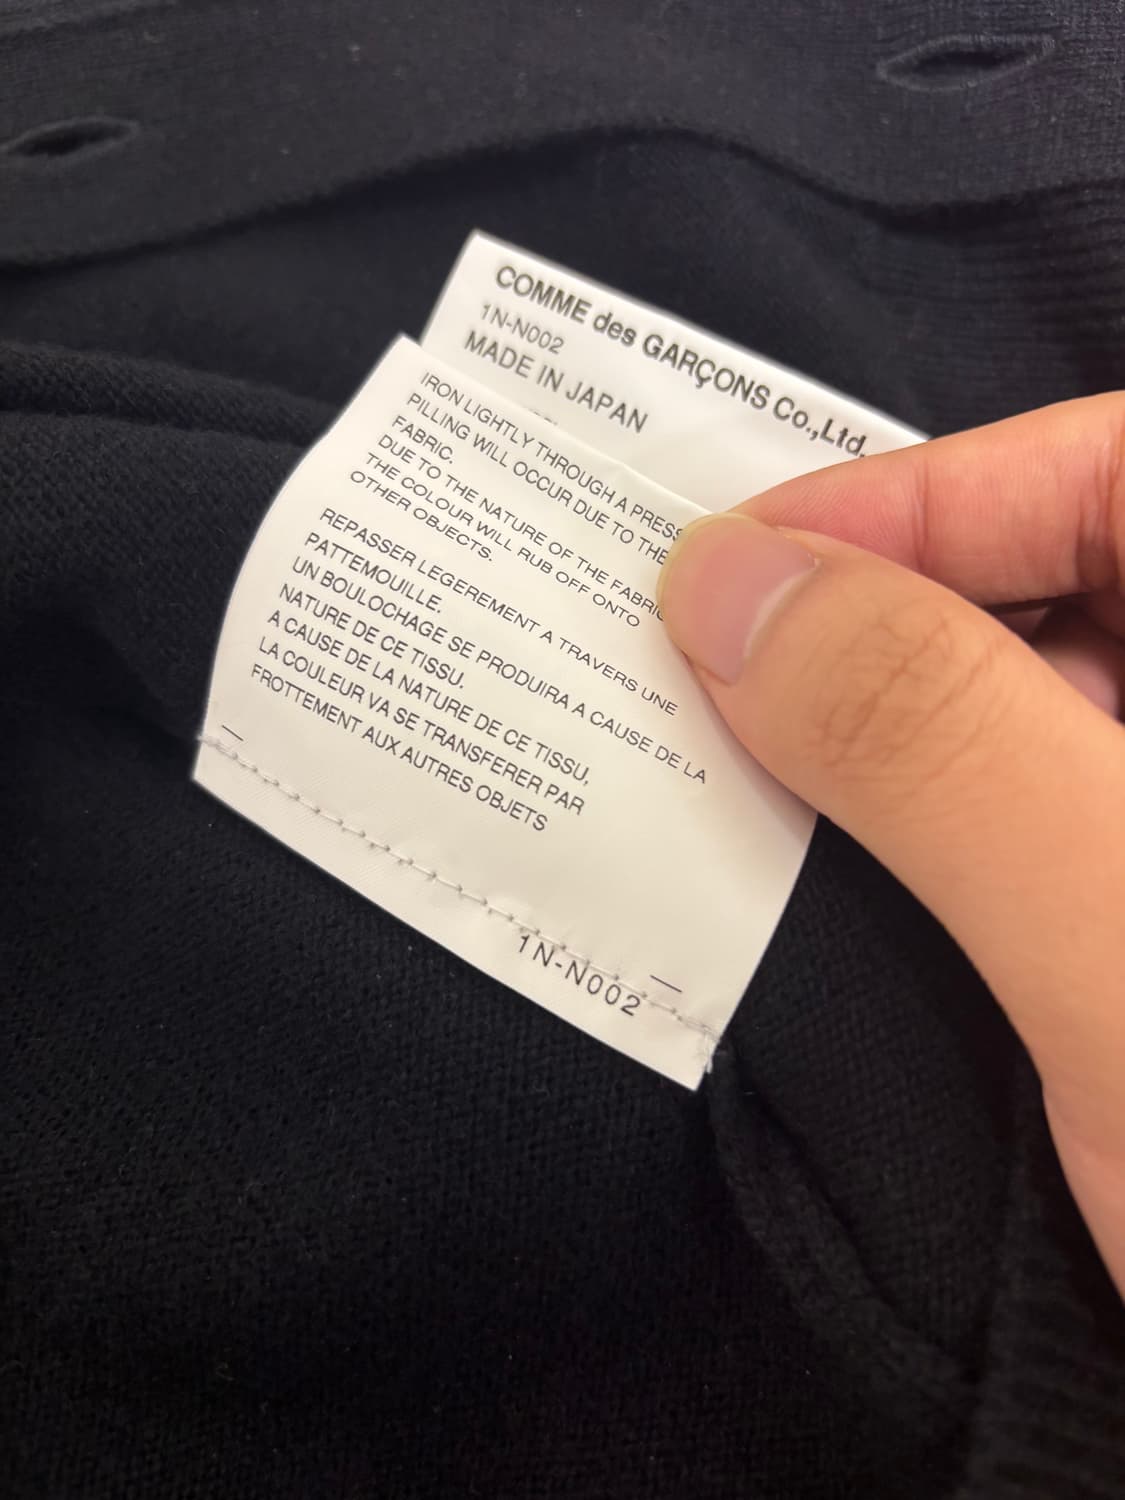 COMME des GARÇONS Co.,Ltd.
1N-N002
MADE IN JAPAN
IRON LIGHTLY THROUGH A PRESS
PILLING WILL OCCUR DUE TO THE
FABRIC.
DUE TO THE NATURE OF THE FABRIC
THE COLOUR WILL RUB OFF ONTO
OTHER OBJECTS.
REPASSER LEGEREMENT A TRAVERS UNE
PATTEMOUILLE.
UN BOULOCHAGE SE PRODUIRA A CAUSE DE LA
NATURE DE CE TISSU.
A CAUSE DE LA NATURE DE CE TISSU,
LA COULEUR VA SE TRANSFERER PAR
FROTTEMENT AUX AUTRES OBJETS
1N-N002